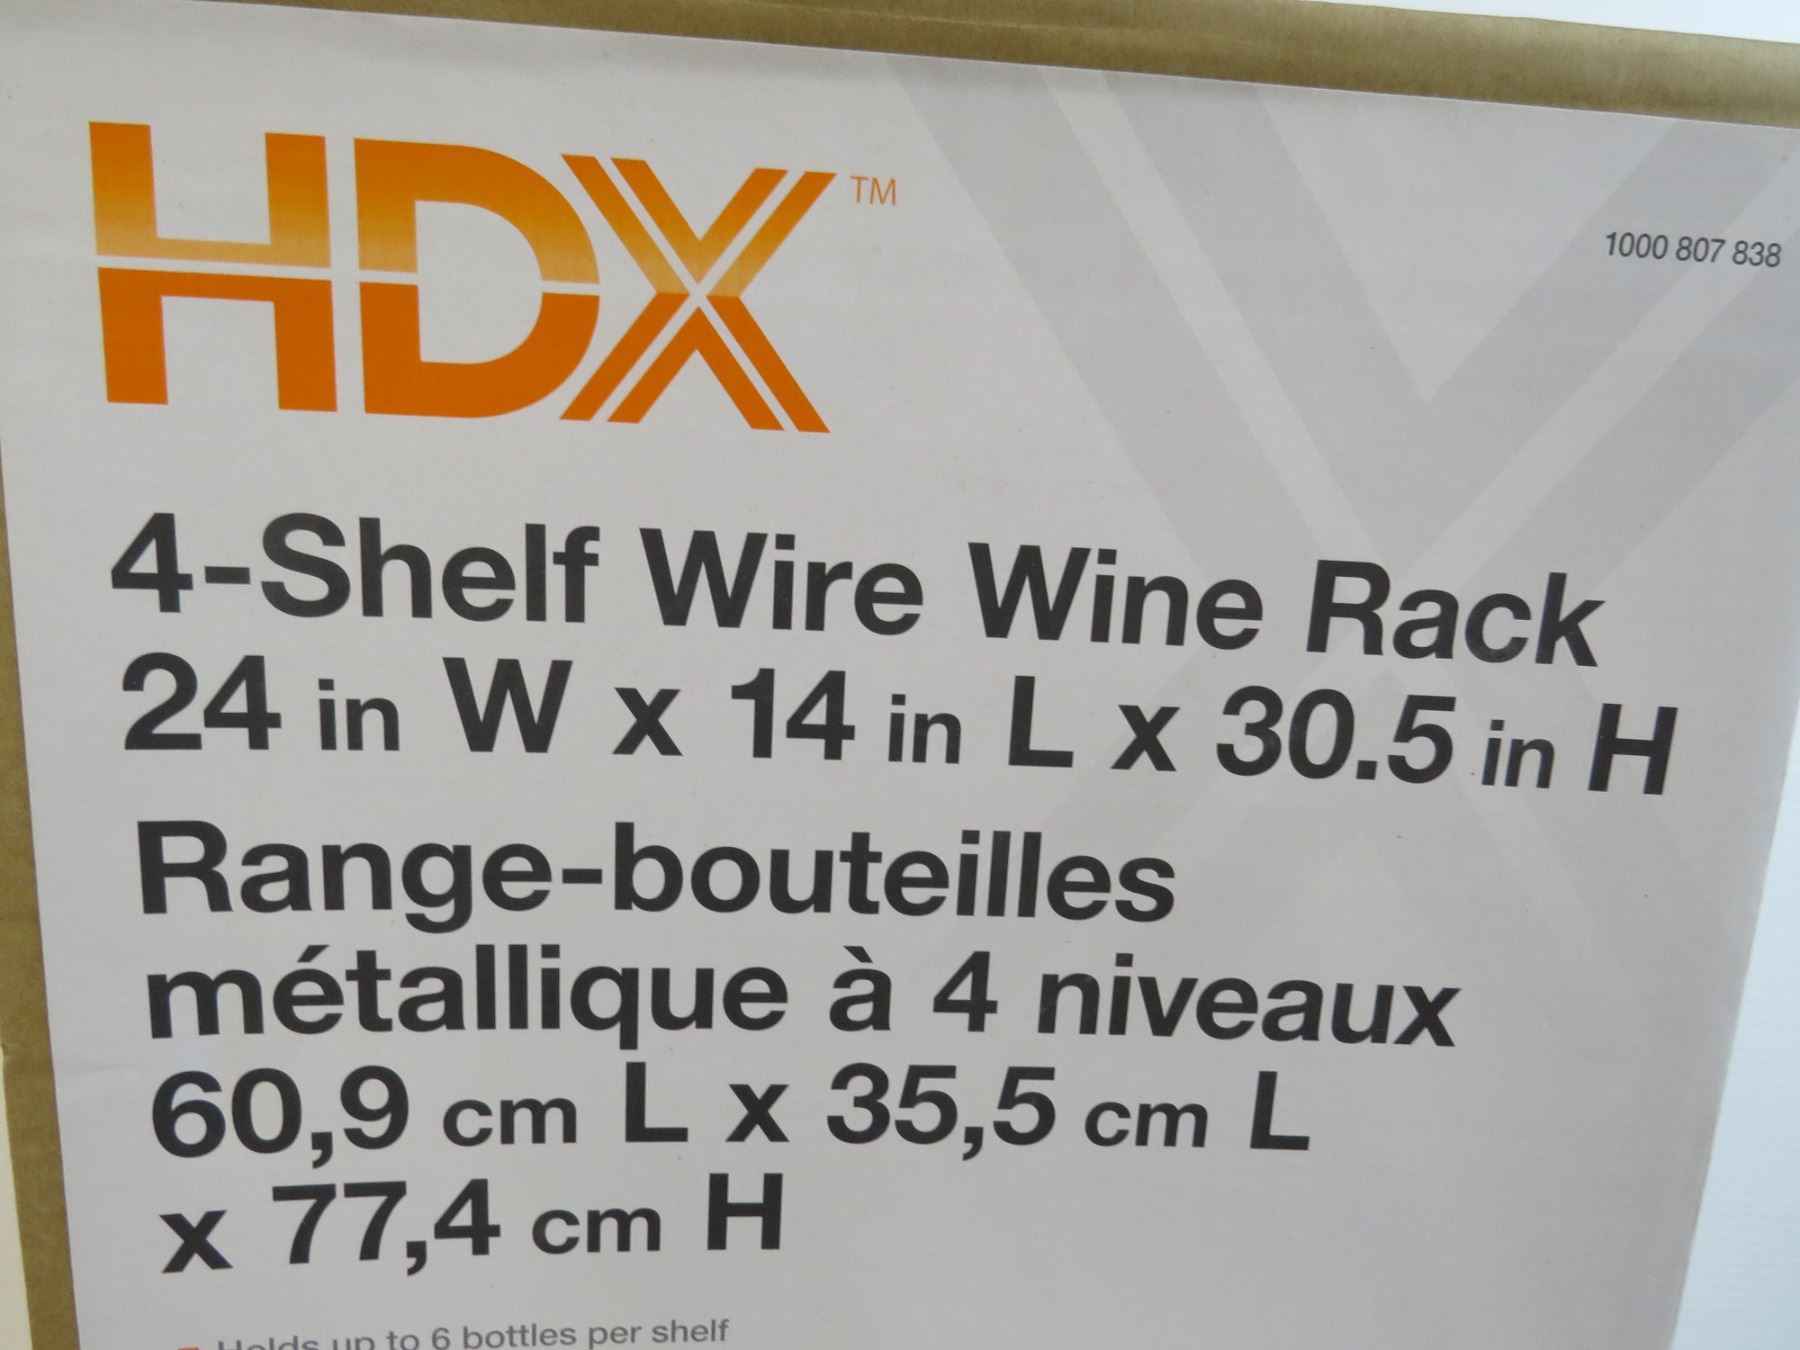 HDX™
1000 807 838
4-Shelf Wire Wine Rack
24 in W x 14 in L x 30.5 in H
Range-bouteilles
métallique à 4 niveaux
60,9 cm L x 35,5 cm L
x 77,4 cm H
Holds up to 6 bottles per shelf